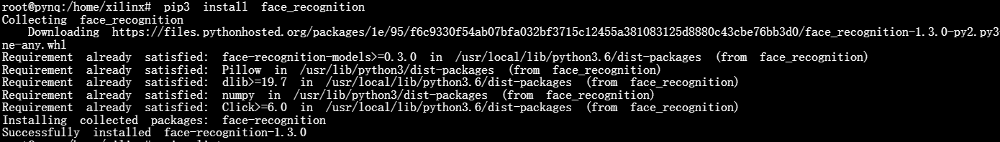 root@pynq:/home/xilinx# pip3 install face_recognition
Collecting face_recognition
Downloading https://files.pythonhosted.org/packages/1e/95/f6c9330f54ab07bfa032bf3715c12455a381083125d8880c43cbe76bb3d0/face_recognition-1.3.0-py2.py3
ne-any.whl
Requirement already satisfied: face-recognition-models>=0.3.0 in /usr/local/lib/python3.6/dist-packages (from face_recognition)
Requirement already satisfied: Pillow in /usr/lib/python3/dist-packages (from face_recognition)
Requirement already satisfied: dlib>=19.7 in /usr/local/lib/python3.6/dist-packages (from face_recognition)
Requirement already satisfied: numpy in /usr/lib/python3/dist-packages (from face_recognition)
Requirement already satisfied: Click>=6.0 in /usr/local/lib/python3.6/dist-packages (from face_recognition)
Installing collected packages: face-recognition
Successfully installed face-recognition-1.3.0